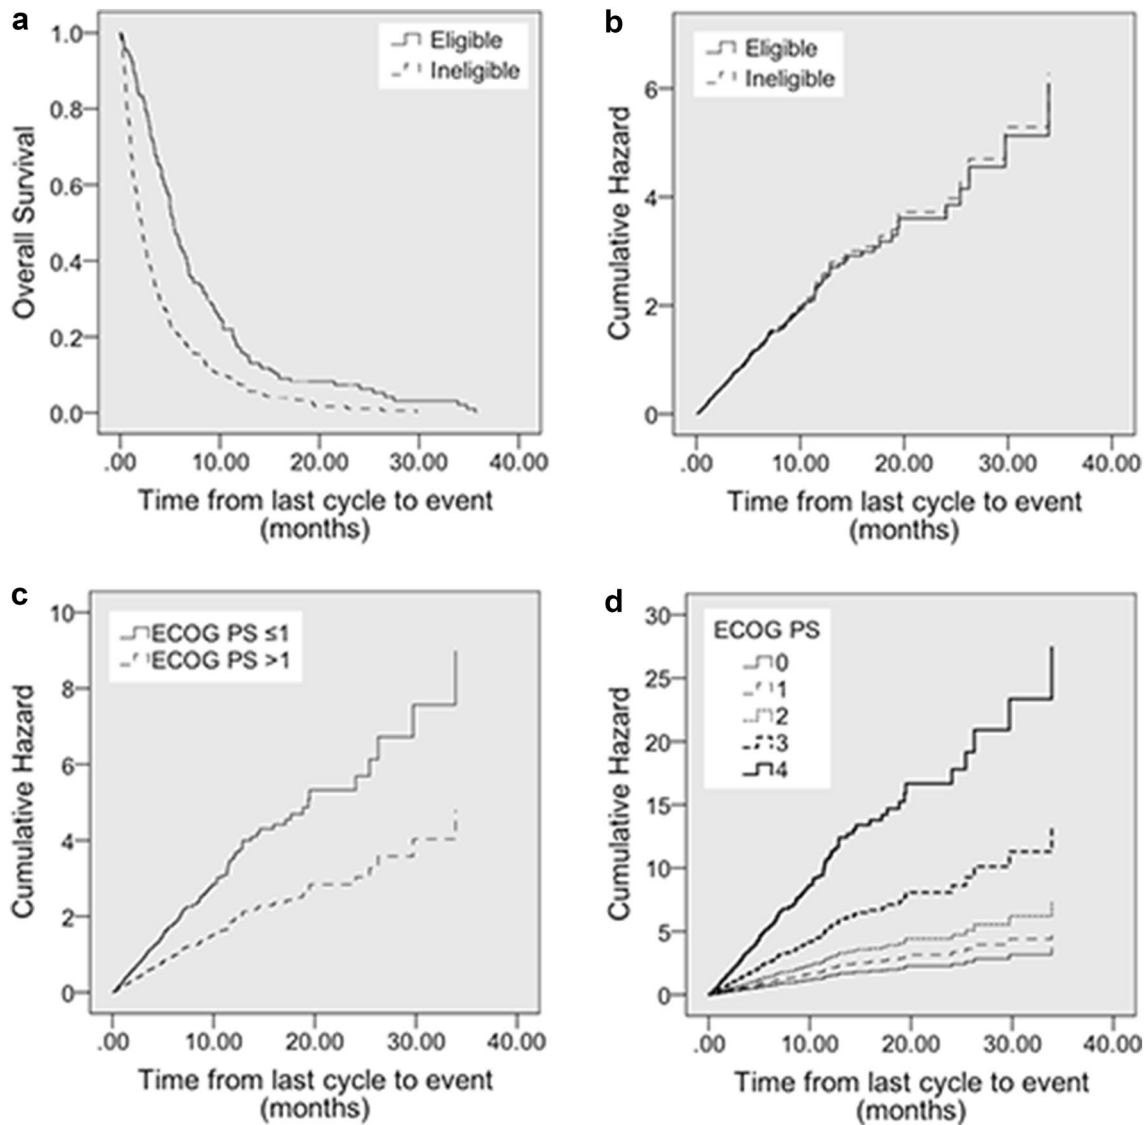 a
1.0
0.8
0.6
0.4
0.2
0.0
Overall Survival
Eligible
Ineligible
.00 10.00 20.00 30.00 40.00
Time from last cycle to event
(months)
b
6
4
2
0
Cumulative Hazard
Eligible
Ineligible
.00 10.00 20.00 30.00 40.00
Time from last cycle to event
(months)
c
10
8
6
4
2
0
Cumulative Hazard
ECOG PS ≤1
ECOG PS >1
.00 10.00 20.00 30.00 40.00
Time from last cycle to event
(months)
d
30
25
20
15
10
5
0
Cumulative Hazard
ECOG PS
0
1
2
3
4
.00 10.00 20.00 30.00 40.00
Time from last cycle to event
(months)